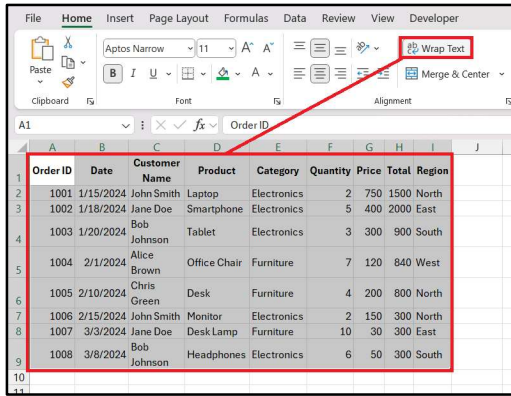 File Home Insert Page Layout Formulas Data Review View Developer
Paste
Aptos Narrow 11 A^ Aˇ
ab Wrap Text
B I U A
Merge & Center
Clipboard Font Alignment
A1 fx Order ID
A B C D E F G H I J
1 Order ID Date Customer Name Product Category Quantity Price Total Region
2 1001 1/15/2024 John Smith Laptop Electronics 2 750 1500 North
3 1002 1/18/2024 Jane Doe Smartphone Electronics 5 400 2000 East
4 1003 1/20/2024 Bob Johnson Tablet Electronics 3 300 900 South
5 1004 2/1/2024 Alice Brown Office Chair Furniture 7 120 840 West
6 1005 2/10/2024 Chris Green Desk Furniture 4 200 800 North
7 1006 2/15/2024 John Smith Monitor Electronics 2 150 300 North
8 1007 3/3/2024 Jane Doe Desk Lamp Furniture 10 30 300 East
9 1008 3/8/2024 Bob Johnson Headphones Electronics 6 50 300 South
10
11